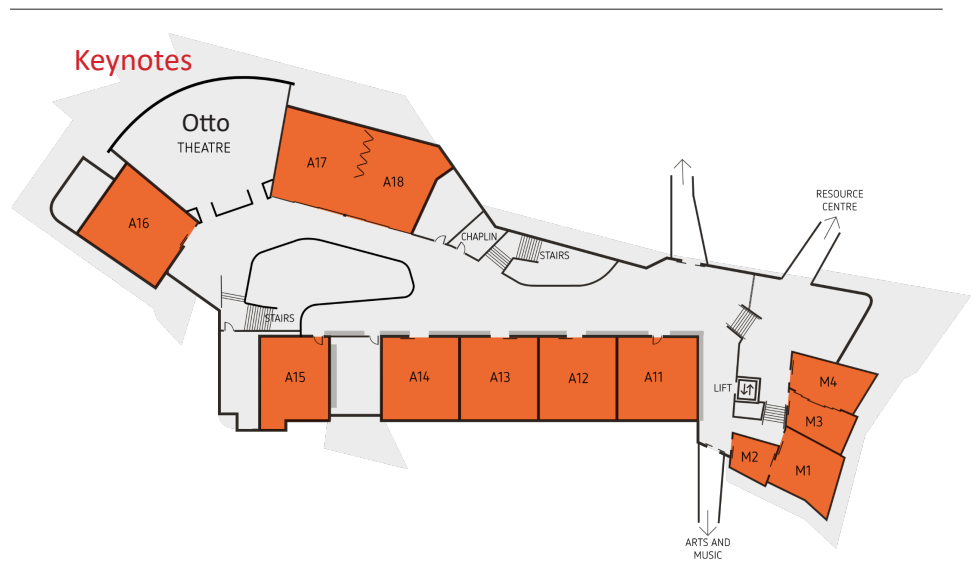 Keynotes
Otto
THEATRE
A17
A18
A16
CHAPLIN
STAIRS
RESOURCE
CENTRE
STAIRS
A15
A14
A13
A12
A11
LIFT
M4
M3
M2
M1
ARTS AND
MUSIC